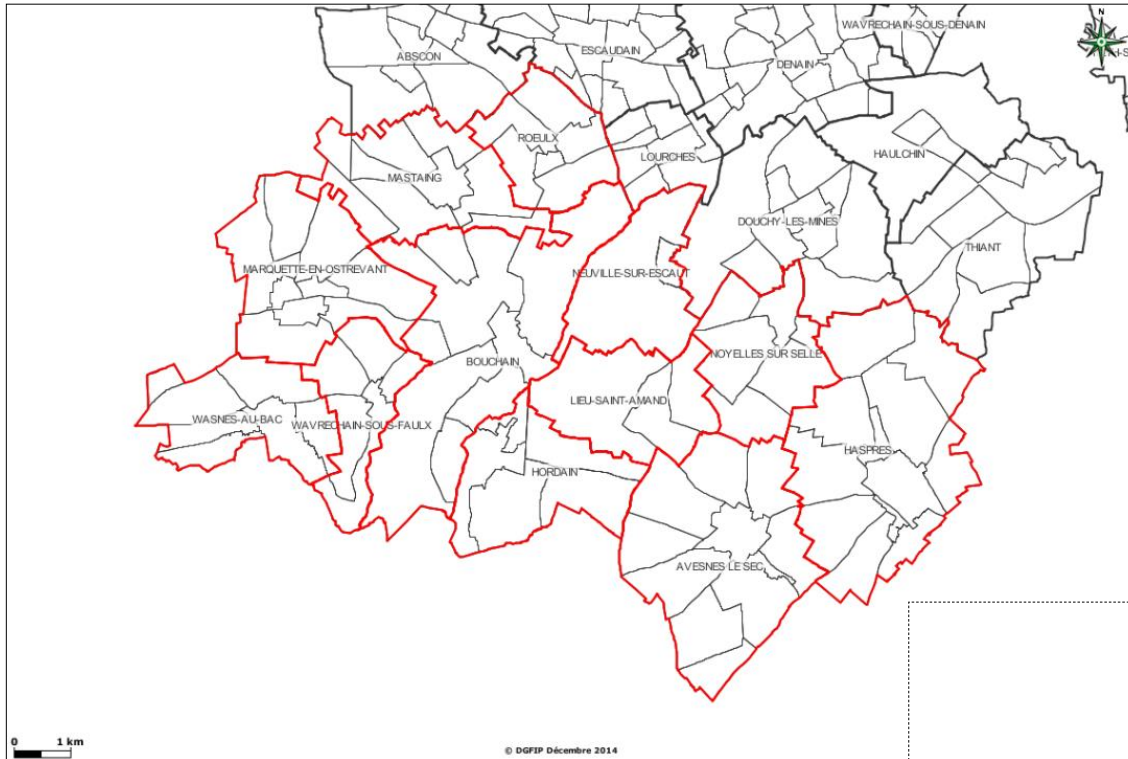 WAVRECHAIN-SOUS-DENAIN
N
ESCAUDAIN
ABSCON
DENAIN
ROEULX
LOURCHES
HAULCHIN
MASTAING
DOUCHY-LES-MINES
THIANT
MARQUETTE-EN-OSTREVANT
NEUVILLE-SUR-ESCAUT
NOYELLES SUR SELLE
BOUCHAIN
LIEU-SAINT-AMAND
WASNES-AU-BAC
WAVRECHAIN-SOUS-FAULX
HASPRES
HORDAIN
AVESNES LE SEC
0 1 km
© DGFIP Décembre 2014